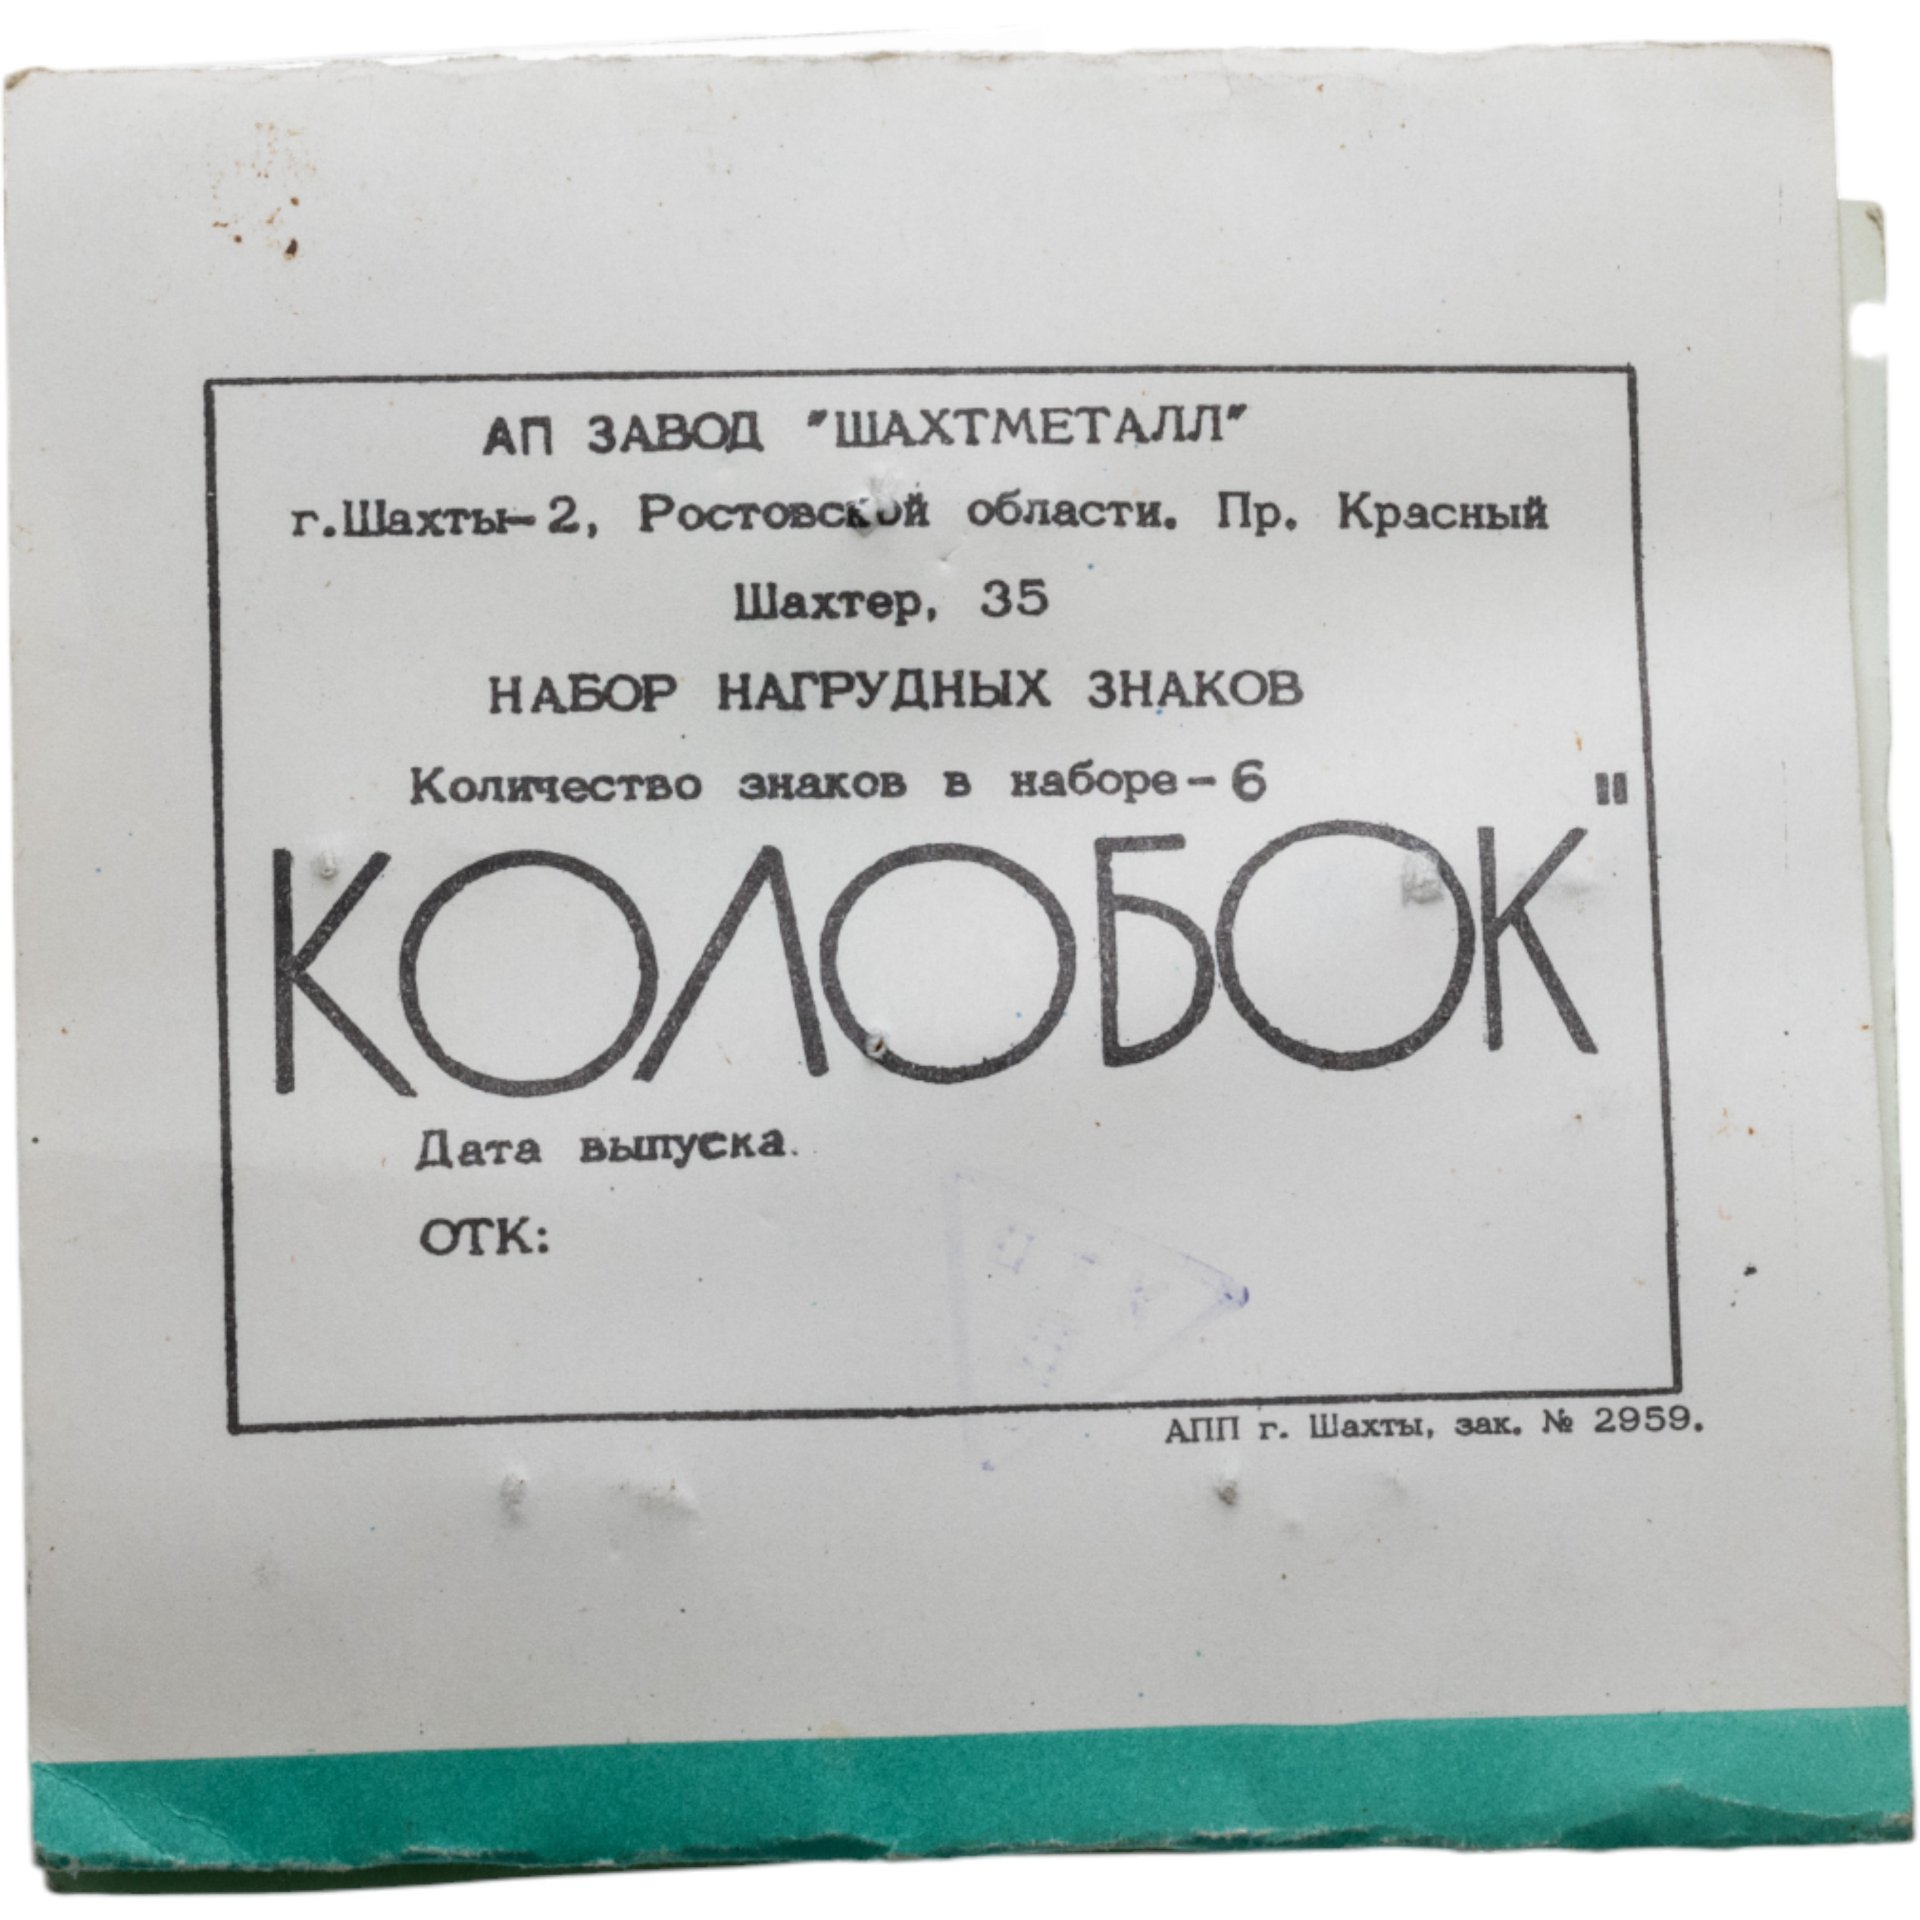 АП ЗАВОД "ШАХТМЕТАЛЛ"
г.Шахты-2, Ростовской области. Пр. Красный
Шахтер, 35
НАБОР НАГРУДНЫХ ЗНАКОВ
Количество знаков в наборе-6
КОЛОБОК"
Дата выпуска.
ОТК:
АПП г. Шахты, зак. № 2959.